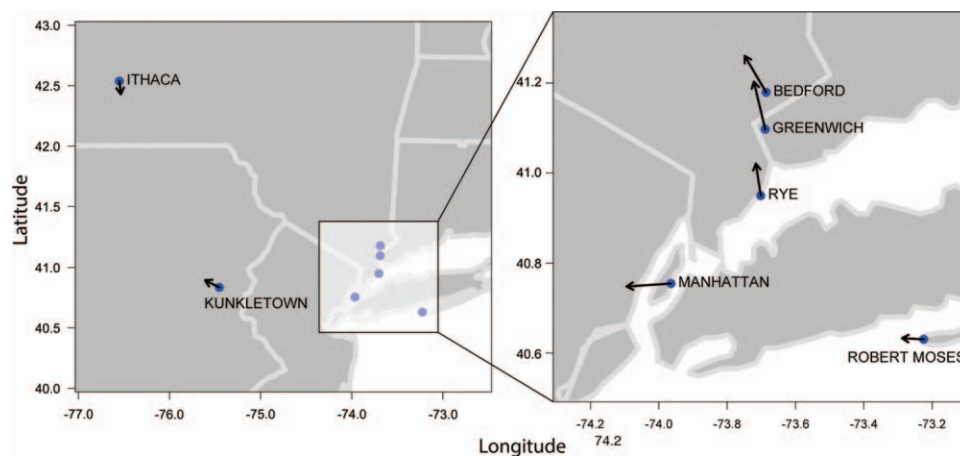 43.0
42.5
42.0
41.5
41.0
40.5
40.0
Latitude
ITHACA
KUNKLETOWN
-77.0 -76.0 -75.0 -74.0 -73.0
41.2
41.0
40.8
40.6
BEDFORD
GREENWICH
RYE
MANHATTAN
ROBERT MOSES
-74.2 -74.0 -73.8 -73.6 -73.4 -73.2
74.2
Longitude